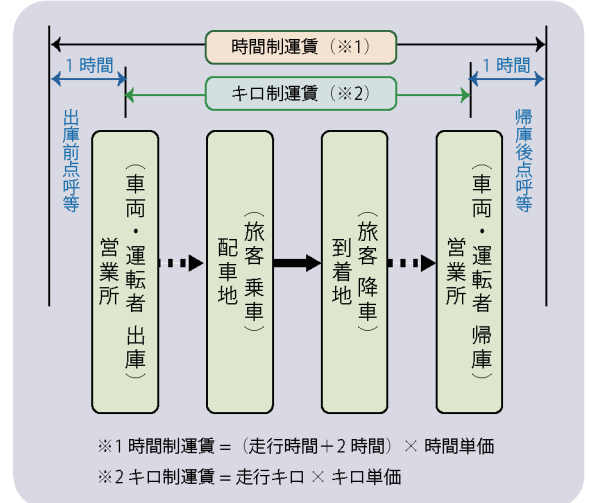 時間制運賃（※1）
1時間
1時間
キロ制運賃（※2）
出庫前点呼等
帰庫後点呼等
営業所
（車両・運転者 出庫）
配車地
（旅客 乗車）
到着地
（旅客 降車）
営業所
（車両・運転者 帰庫）
※1 時間制運賃＝（走行時間＋2時間）× 時間単価
※2 キロ制運賃＝走行キロ × キロ単価